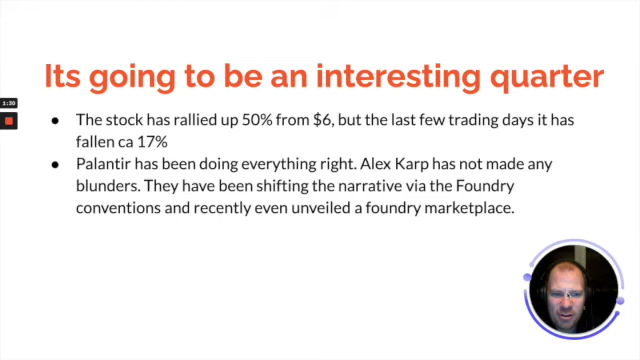 Its going to be an interesting quarter
1:30
● The stock has rallied up 50% from $6, but the last few trading days it has
fallen ca 17%
● Palantir has been doing everything right. Alex Karp has not made any
blunders. They have been shifting the narrative via the Foundry
conventions and recently even unveiled a foundry marketplace.